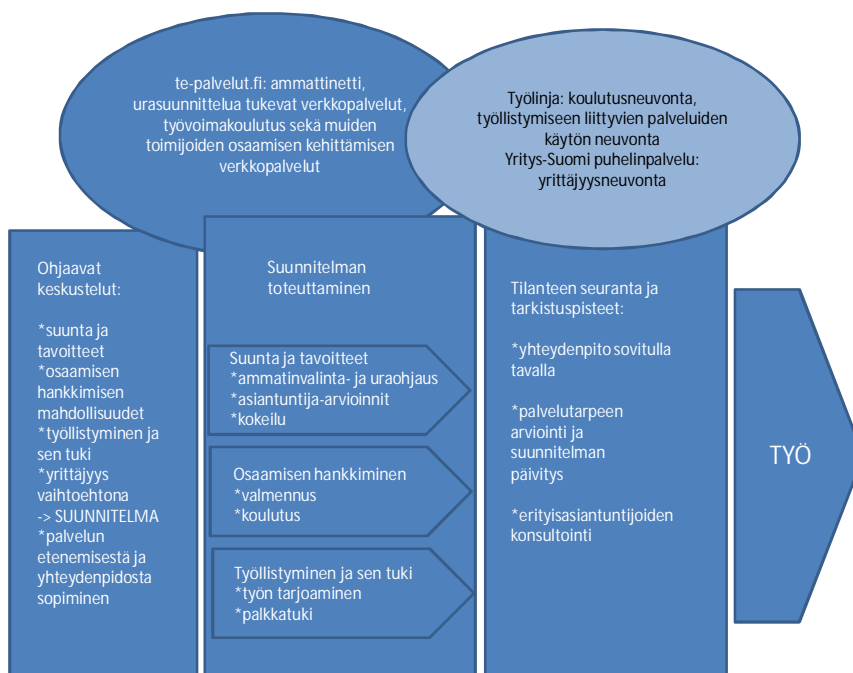 te-palvelut.fi: ammattinetti,
urasuunnittelua tukevat verkkopalvelut,
työvoimakoulutus sekä muiden
toimijoiden osaamisen kehittämisen
verkkopalvelut
Työlinja: koulutusneuvonta,
työllistymiseen liittyvien palveluiden
käytön neuvonta
Yritys-Suomi puhelinpalvelu:
yrittäjyysneuvonta
Ohjaavat
keskustelut:
*suunta ja
tavoitteet
*osaamisen
hankkimisen
mahdollisuudet
*työllistyminen ja
sen tuki
*yrittäjyys
vaihtoehtona
-> SUUNNITELMA
*palvelun
etenemisestä ja
yhteydenpidosta
sopiminen
Suunnitelman
toteuttaminen
Suunta ja tavoitteet
*ammatinvalinta- ja uraohjaus
*asiantuntija-arvioinnit
*kokeilu
Osaamisen hankkiminen
*valmennus
*koulutus
Työllistyminen ja sen tuki
*työn tarjoaminen
*palkkatuki
Tilanteen seuranta ja
tarkistuspisteet:
*yhteydenpito sovitulla
tavalla
*palvelutarpeen
arviointi ja
suunnitelman
päivitys
*erityisasiantuntijoiden
konsultointi
TYÖ